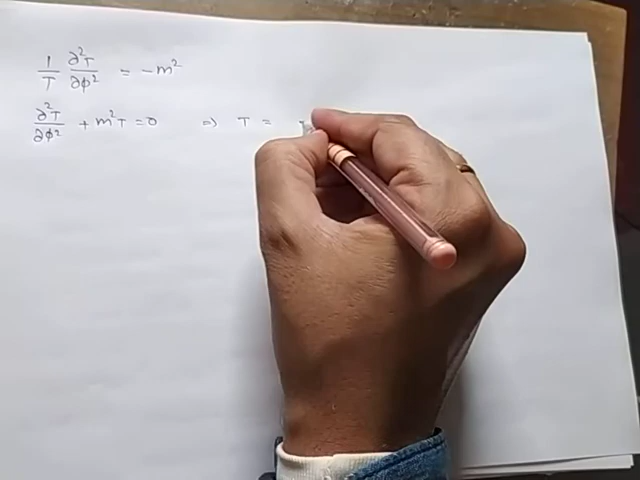 1/T ∂²T/∂φ² = -m²
∂²T/∂φ² + m²T = 0 ⇒ T =